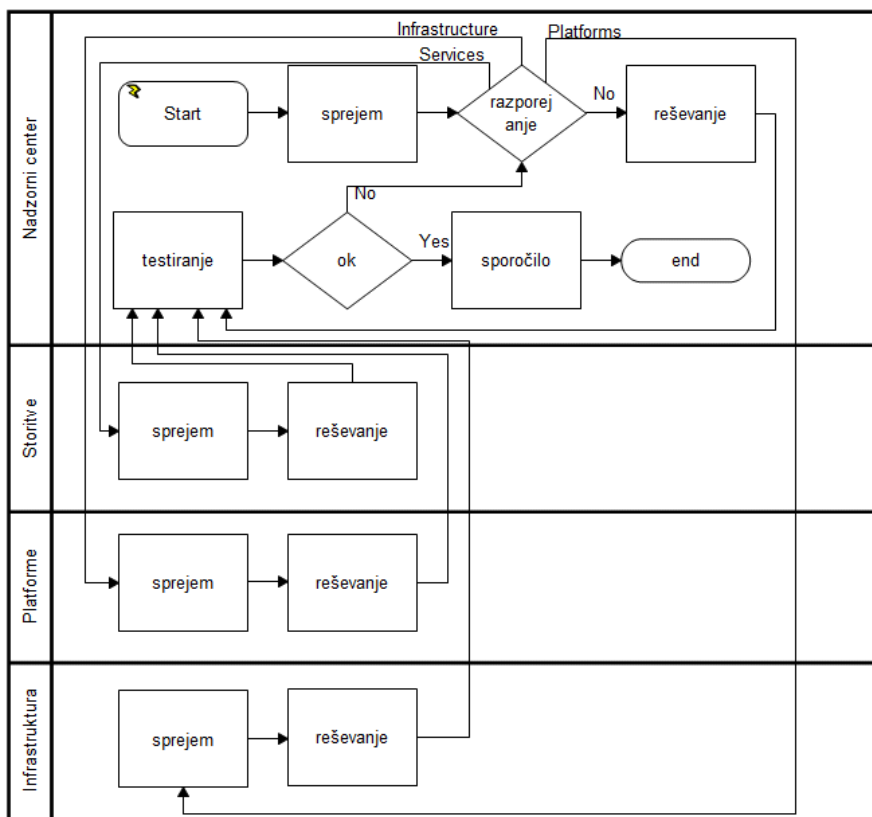 Nadzorni center
Infrastructure
Platforms
Services
Start
sprejem
razporej
anje
No
reševanje
No
testiranje
ok
Yes
sporočilo
end
Storitve
sprejem
reševanje
Platforme
sprejem
reševanje
Infrastruktura
sprejem
reševanje